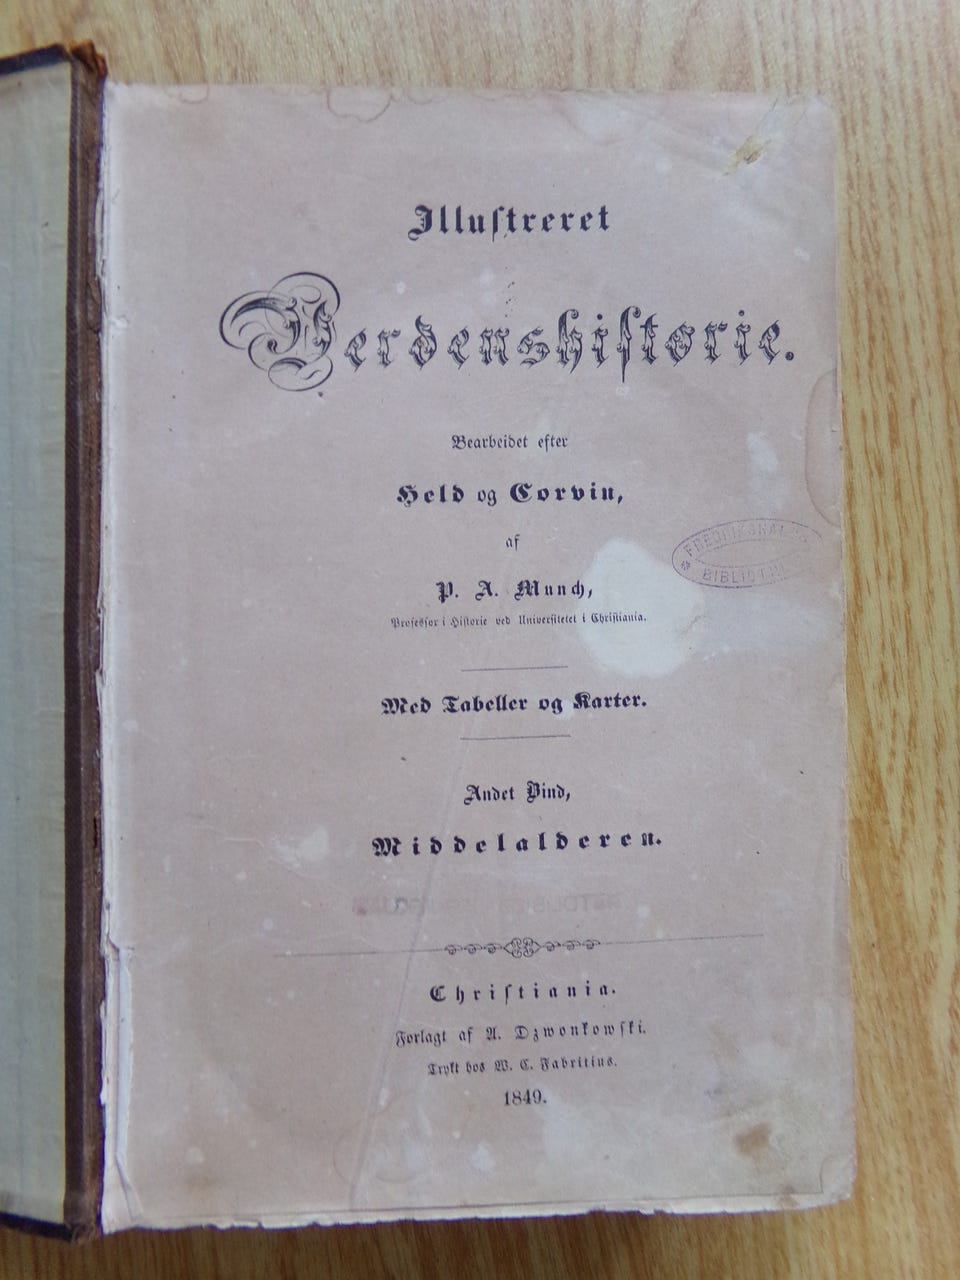 Illustreret
Verdenshistorie.
Bearbeidet efter
Held og Corvin,
af
P. A. Munch,
Professor i Historie ved Universitetet i Christiania.
Med Tabeller og Karter.
Andet Bind,
Middelalderen.
Christiania.
Forlagt af A. Dzwonkowski.
Trykt hos W. C. Fabritius.
1849.